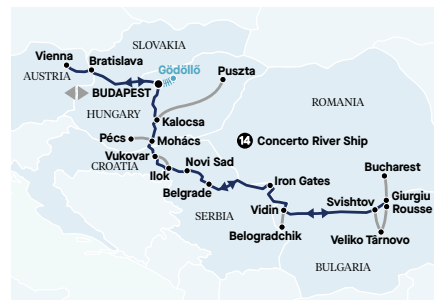 SLOVAKIA
Vienna
Bratislava
Gödöllő
Puszta
AUSTRIA
BUDAPEST
HUNGARY
ROMANIA
Kalocsa
Pécs
Mohács
14 Concerto River Ship
Vukovar
CROATIA
Novi Sad
Bucharest
Ilok
Iron Gates
Belgrade
Giurgiu
Vidin
Svishtov
Rousse
SERBIA
Belogradchik
Veliko Tárnovo
BULGARIA